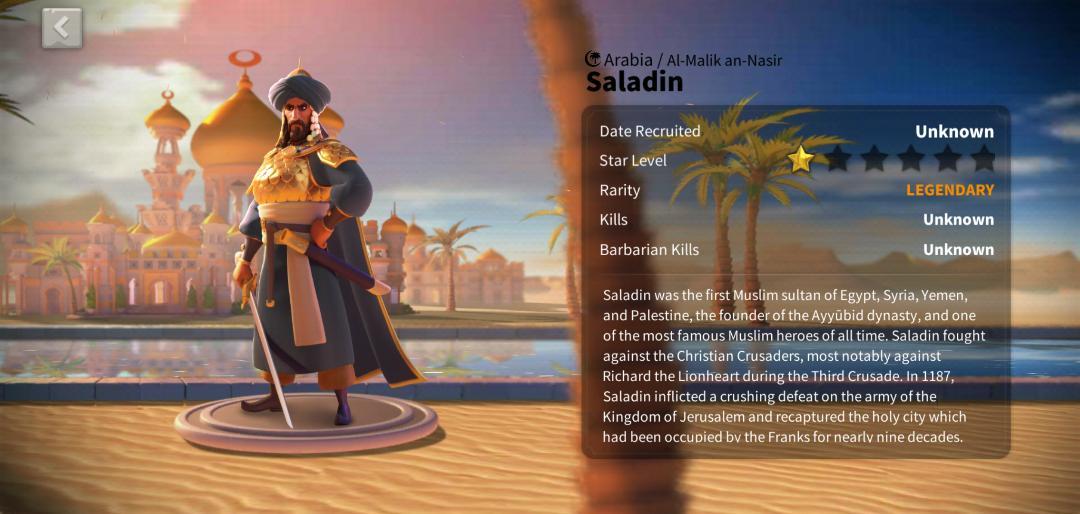 Arabia / Al-Malik an-Nasir
Saladin
Date Recruited Unknown
Star Level
Rarity LEGENDARY
Kills Unknown
Barbarian Kills Unknown
Saladin was the first Muslim sultan of Egypt, Syria, Yemen,
and Palestine, the founder of the Ayyūbid dynasty, and one
of the most famous Muslim heroes of all time. Saladin fought
against the Christian Crusaders, most notably against
Richard the Lionheart during the Third Crusade. In 1187,
Saladin inflicted a crushing defeat on the army of the
Kingdom of Jerusalem and recaptured the holy city which
had been occupied by the Franks for nearly nine decades.